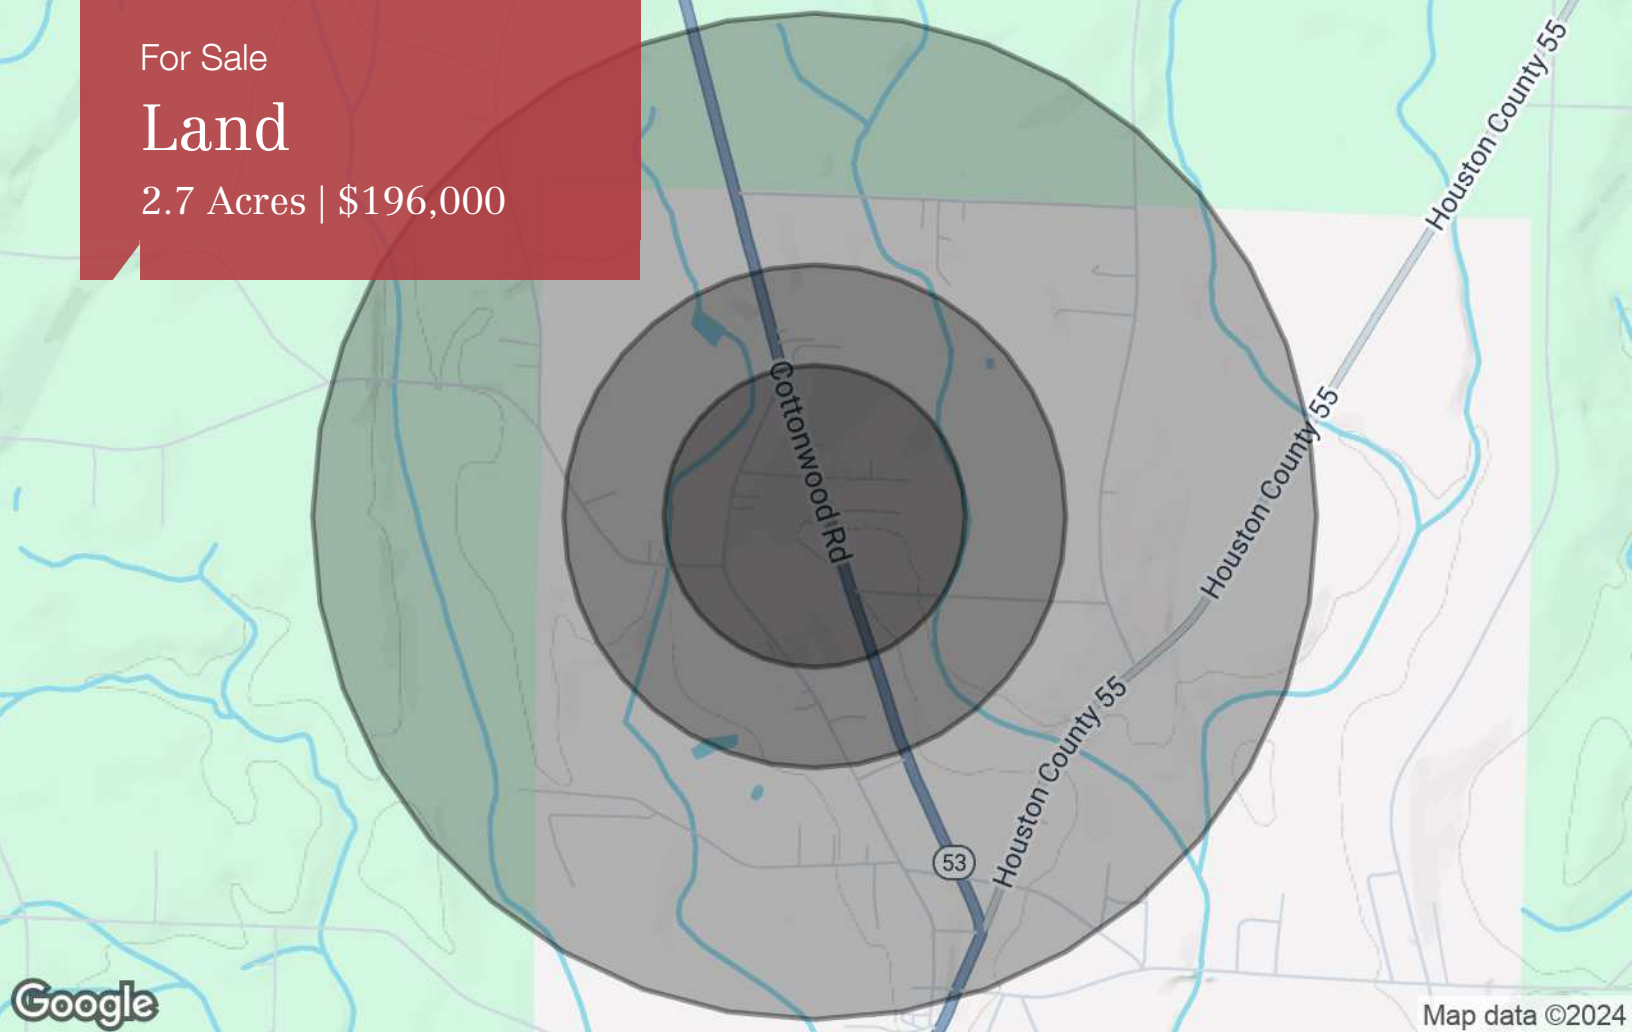 For Sale
Land
2.7 Acres | $196,000
Houston County 55
Cottonwood Rd
Houston County 55
Houston County 55
53
Google
Map data ©2024